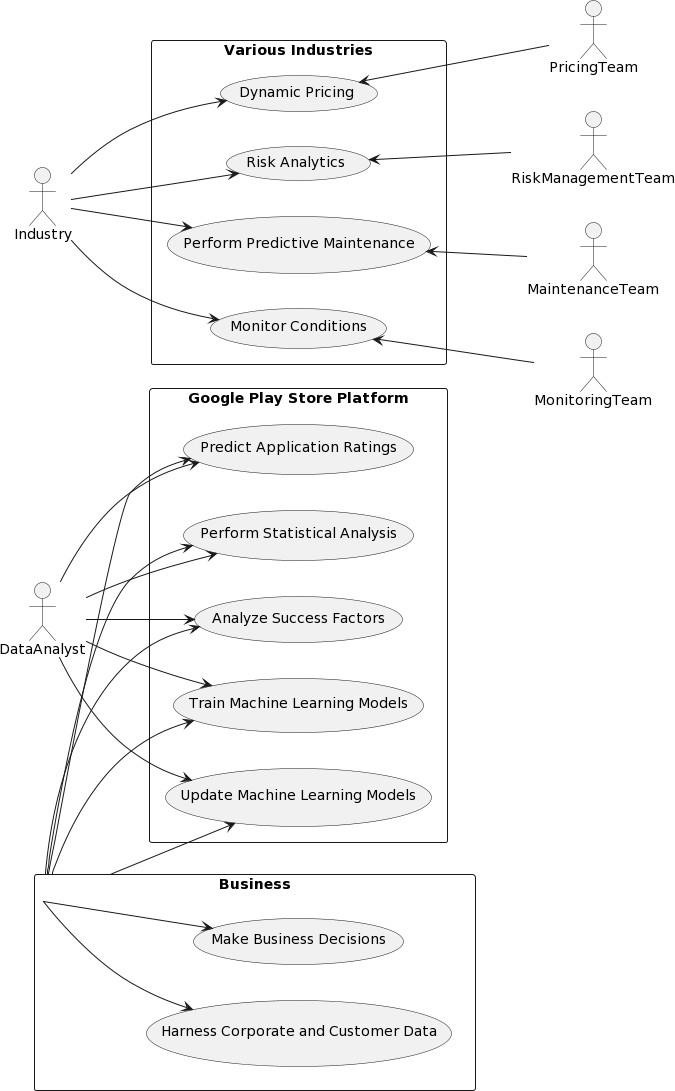 PricingTeam
Various Industries
Dynamic Pricing
Risk Analytics
RiskManagementTeam
Industry
Perform Predictive Maintenance
MaintenanceTeam
Monitor Conditions
MonitoringTeam
Google Play Store Platform
Predict Application Ratings
Perform Statistical Analysis
Analyze Success Factors
DataAnalyst
Train Machine Learning Models
Update Machine Learning Models
Business
Make Business Decisions
Harness Corporate and Customer Data